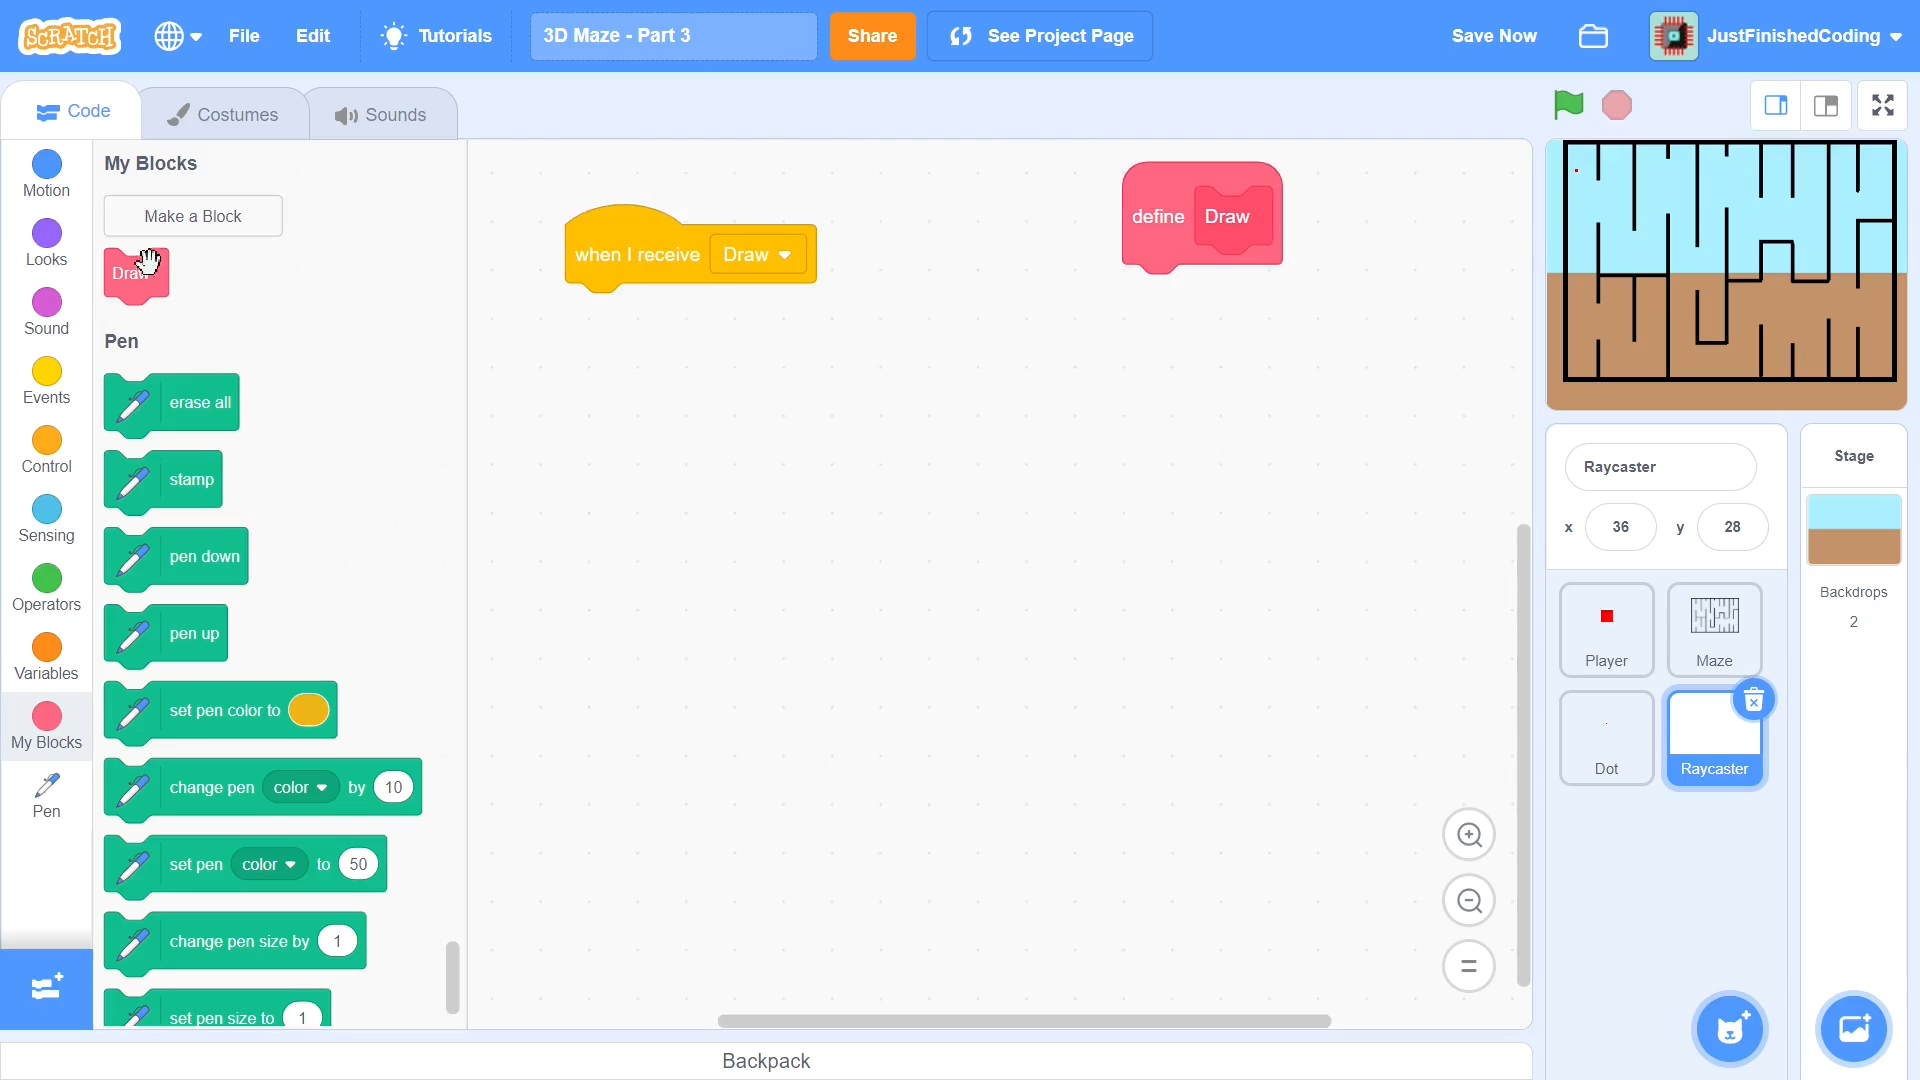 SCRATCH
File
Edit
Tutorials
3D Maze - Part 3
Share
See Project Page
Save Now
JustFinishedCoding
Code
Costumes
Sounds
Motion
Looks
Sound
Events
Control
Sensing
Operators
Variables
My Blocks
Pen
My Blocks
Make a Block
Draw
Pen
erase all
stamp
pen down
pen up
set pen color to
change pen color by 10
set pen color to 50
change pen size by 1
set pen size to 1
when I receive Draw
define Draw
Backpack
Raycaster
x 36 y 28
Player
Maze
Dot
Raycaster
Stage
Backdrops
2